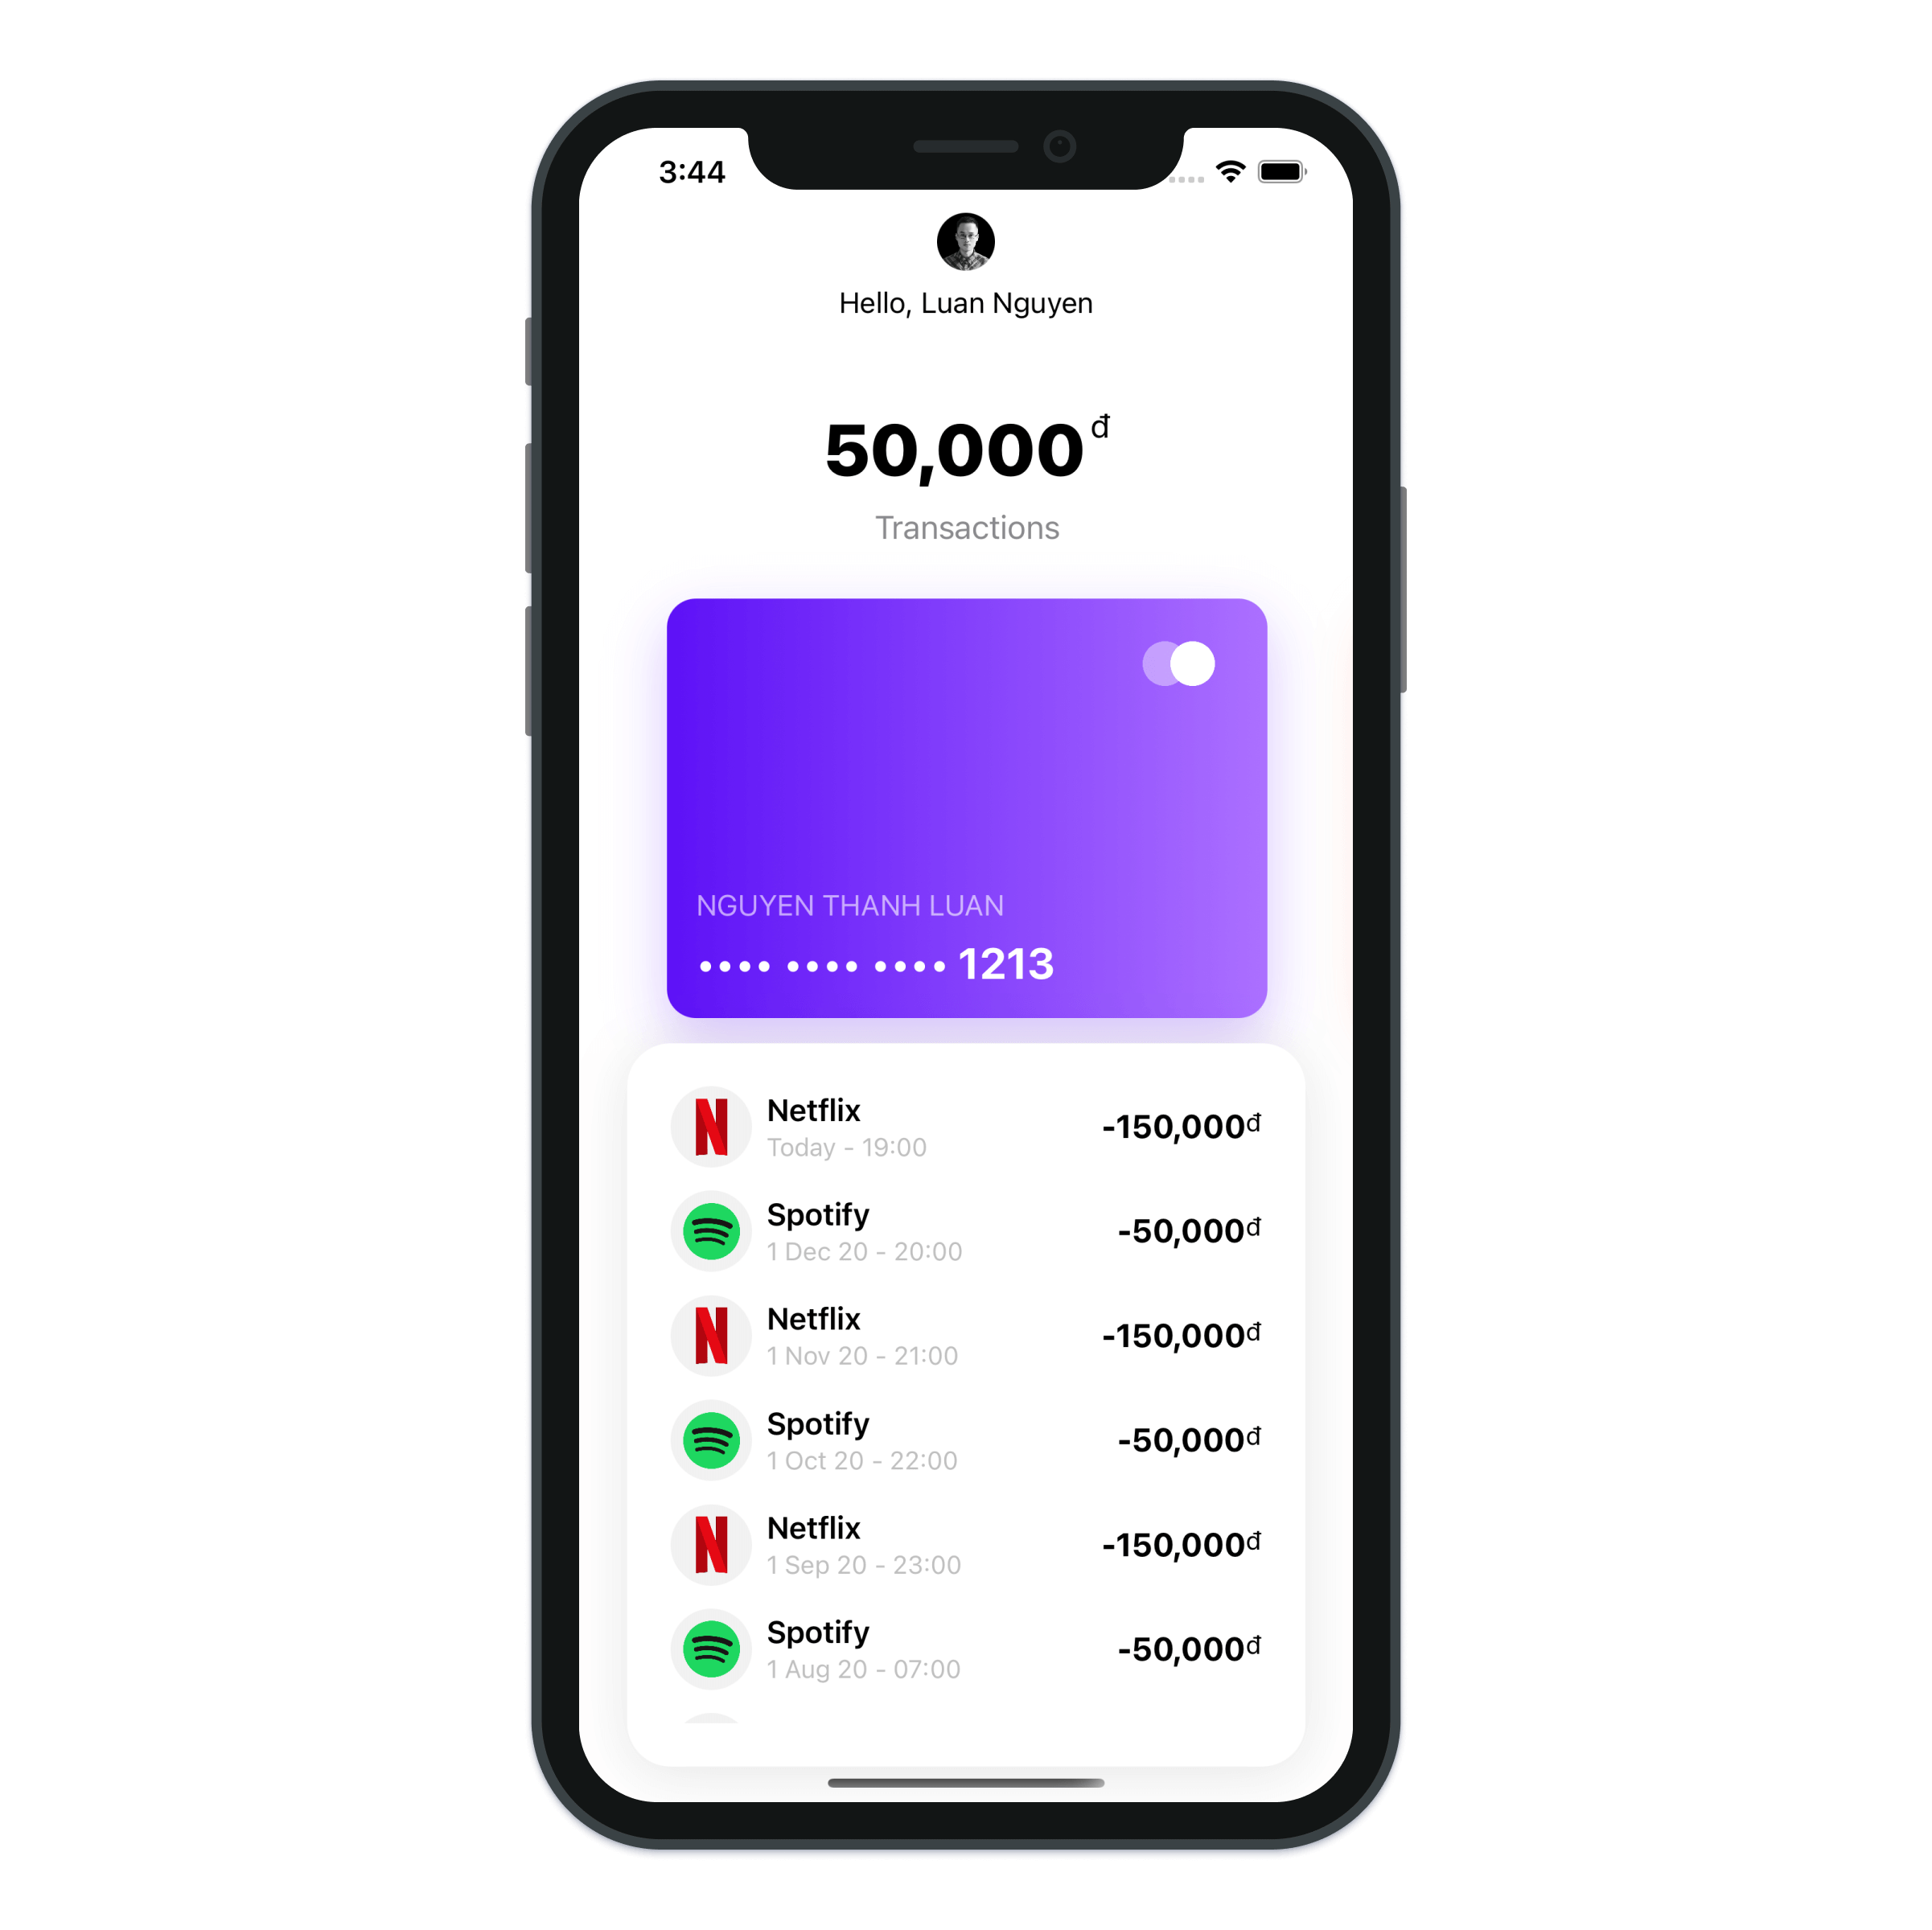 3:44
Hello, Luan Nguyen
50,000 đ
Transactions
NGUYEN THANH LUAN
•••• •••• •••• 1213
Netflix
-150,000đ
Today - 19:00
Spotify
-50,000đ
1 Dec 20 - 20:00
Netflix
-150,000đ
1 Nov 20 - 21:00
Spotify
-50,000đ
1 Oct 20 - 22:00
Netflix
-150,000đ
1 Sep 20 - 23:00
Spotify
-50,000đ
1 Aug 20 - 07:00